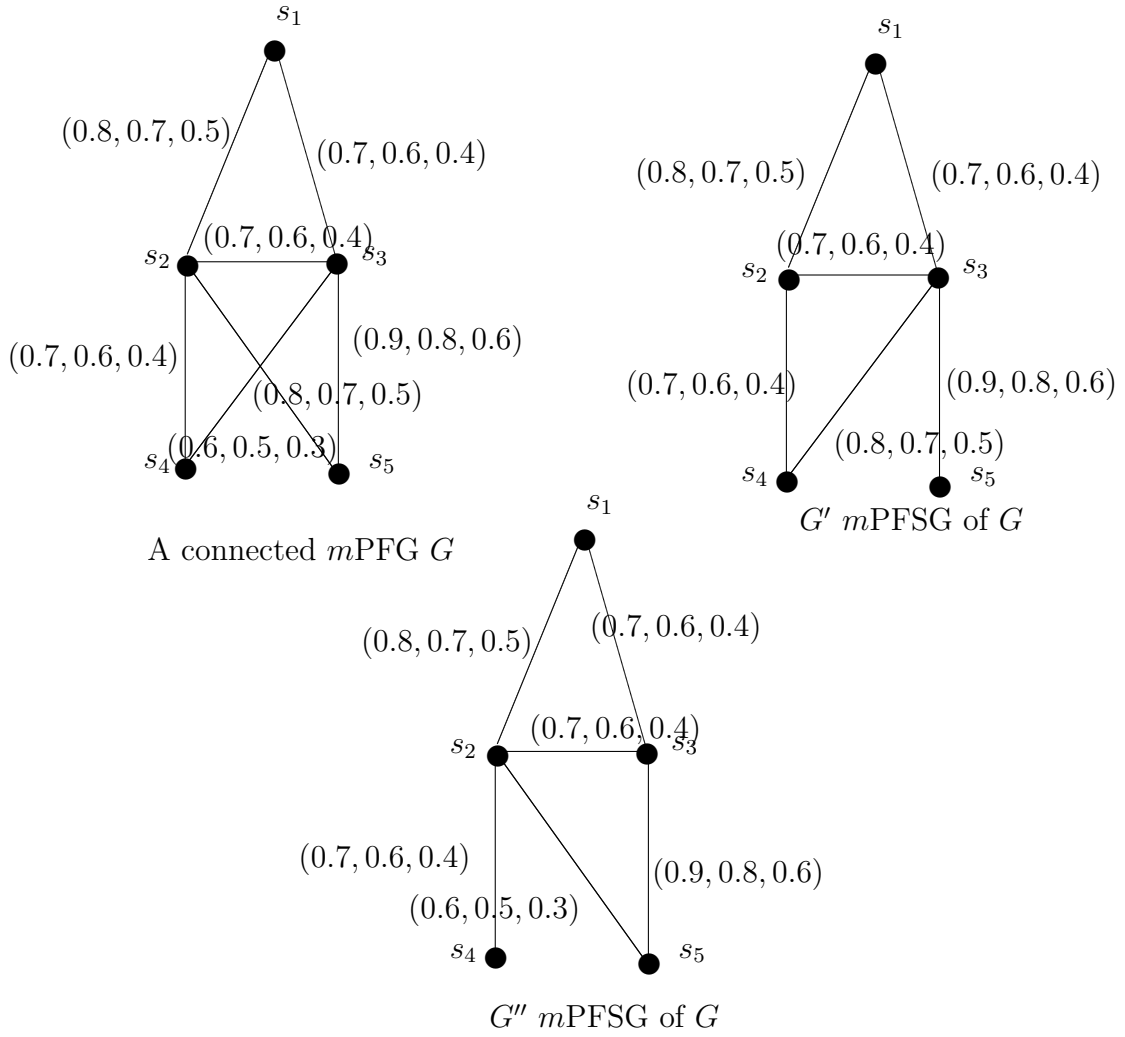 s₁
(0.8, 0.7, 0.5)
(0.7, 0.6, 0.4)
(0.7, 0.6, 0.4)
s₂
s₃
(0.7, 0.6, 0.4)
(0.9, 0.8, 0.6)
(0.8, 0.7, 0.5)
(0.6, 0.5, 0.3)
s₄
s₅
A connected mPFG G
s₁
(0.8, 0.7, 0.5)
(0.7, 0.6, 0.4)
(0.7, 0.6, 0.4)
s₂
s₃
(0.7, 0.6, 0.4)
(0.9, 0.8, 0.6)
(0.8, 0.7, 0.5)
s₄
s₅
G′ mPFSG of G
s₁
(0.8, 0.7, 0.5)
(0.7, 0.6, 0.4)
(0.7, 0.6, 0.4)
s₂
s₃
(0.7, 0.6, 0.4)
(0.9, 0.8, 0.6)
(0.6, 0.5, 0.3)
s₄
s₅
G″ mPFSG of G